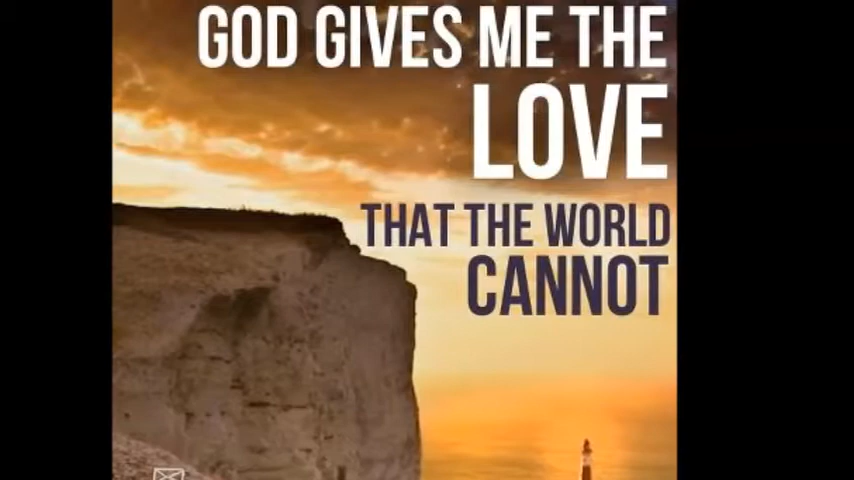 GOD GIVES ME THE
LOVE
THAT THE WORLD
CANNOT